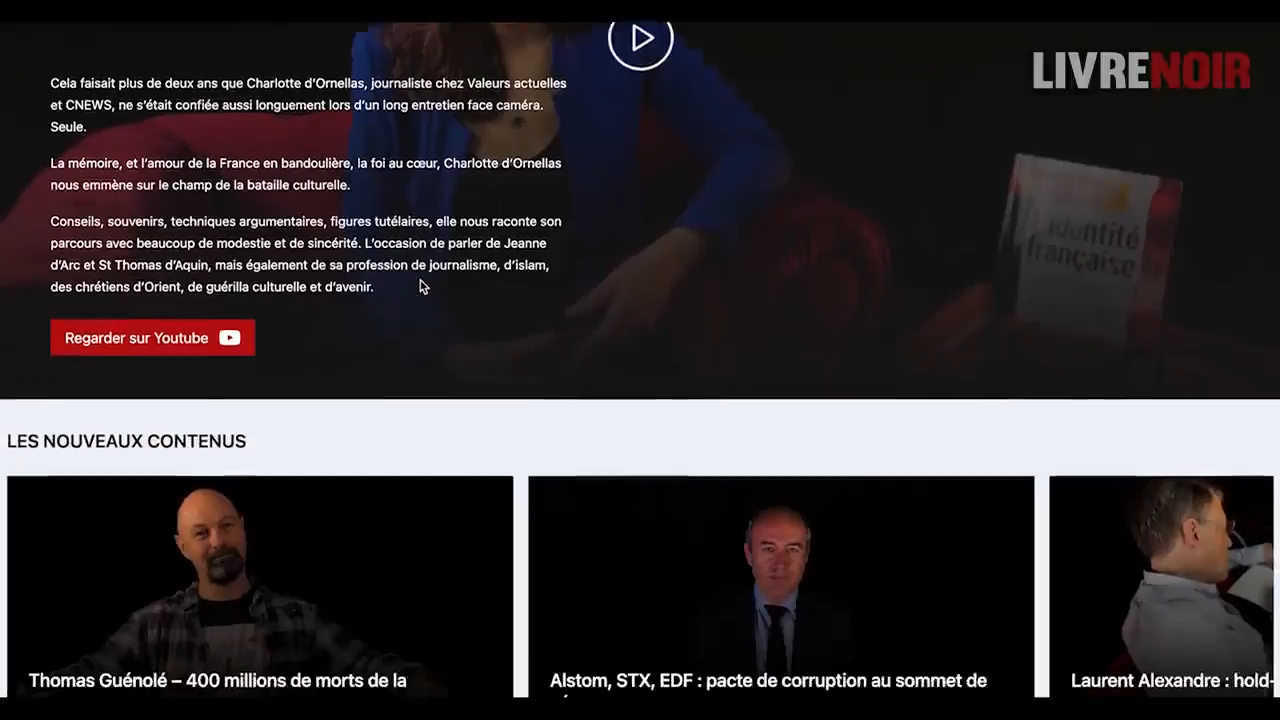 LIVRENOIR
Cela faisait plus de deux ans que Charlotte d’Ornellas, journaliste chez Valeurs actuelles
et CNEWS, ne s’était confiée aussi longuement lors d’un long entretien face caméra.
Seule.
La mémoire, et l’amour de la France en bandoulière, la foi au cœur, Charlotte d’Ornellas
nous emmène sur le champ de la bataille culturelle.
Conseils, souvenirs, techniques argumentaires, figures tutélaires, elle nous raconte son
parcours avec beaucoup de modestie et de sincérité. L’occasion de parler de Jeanne
d’Arc et St Thomas d’Aquin, mais également de sa profession de journalisme, d’islam,
des chrétiens d’Orient, de guérilla culturelle et d’avenir.
identité
française
Regarder sur Youtube
LES NOUVEAUX CONTENUS
Thomas Guénolé – 400 millions de morts de la
Alstom, STX, EDF : pacte de corruption au sommet de
Laurent Alexandre : hold-